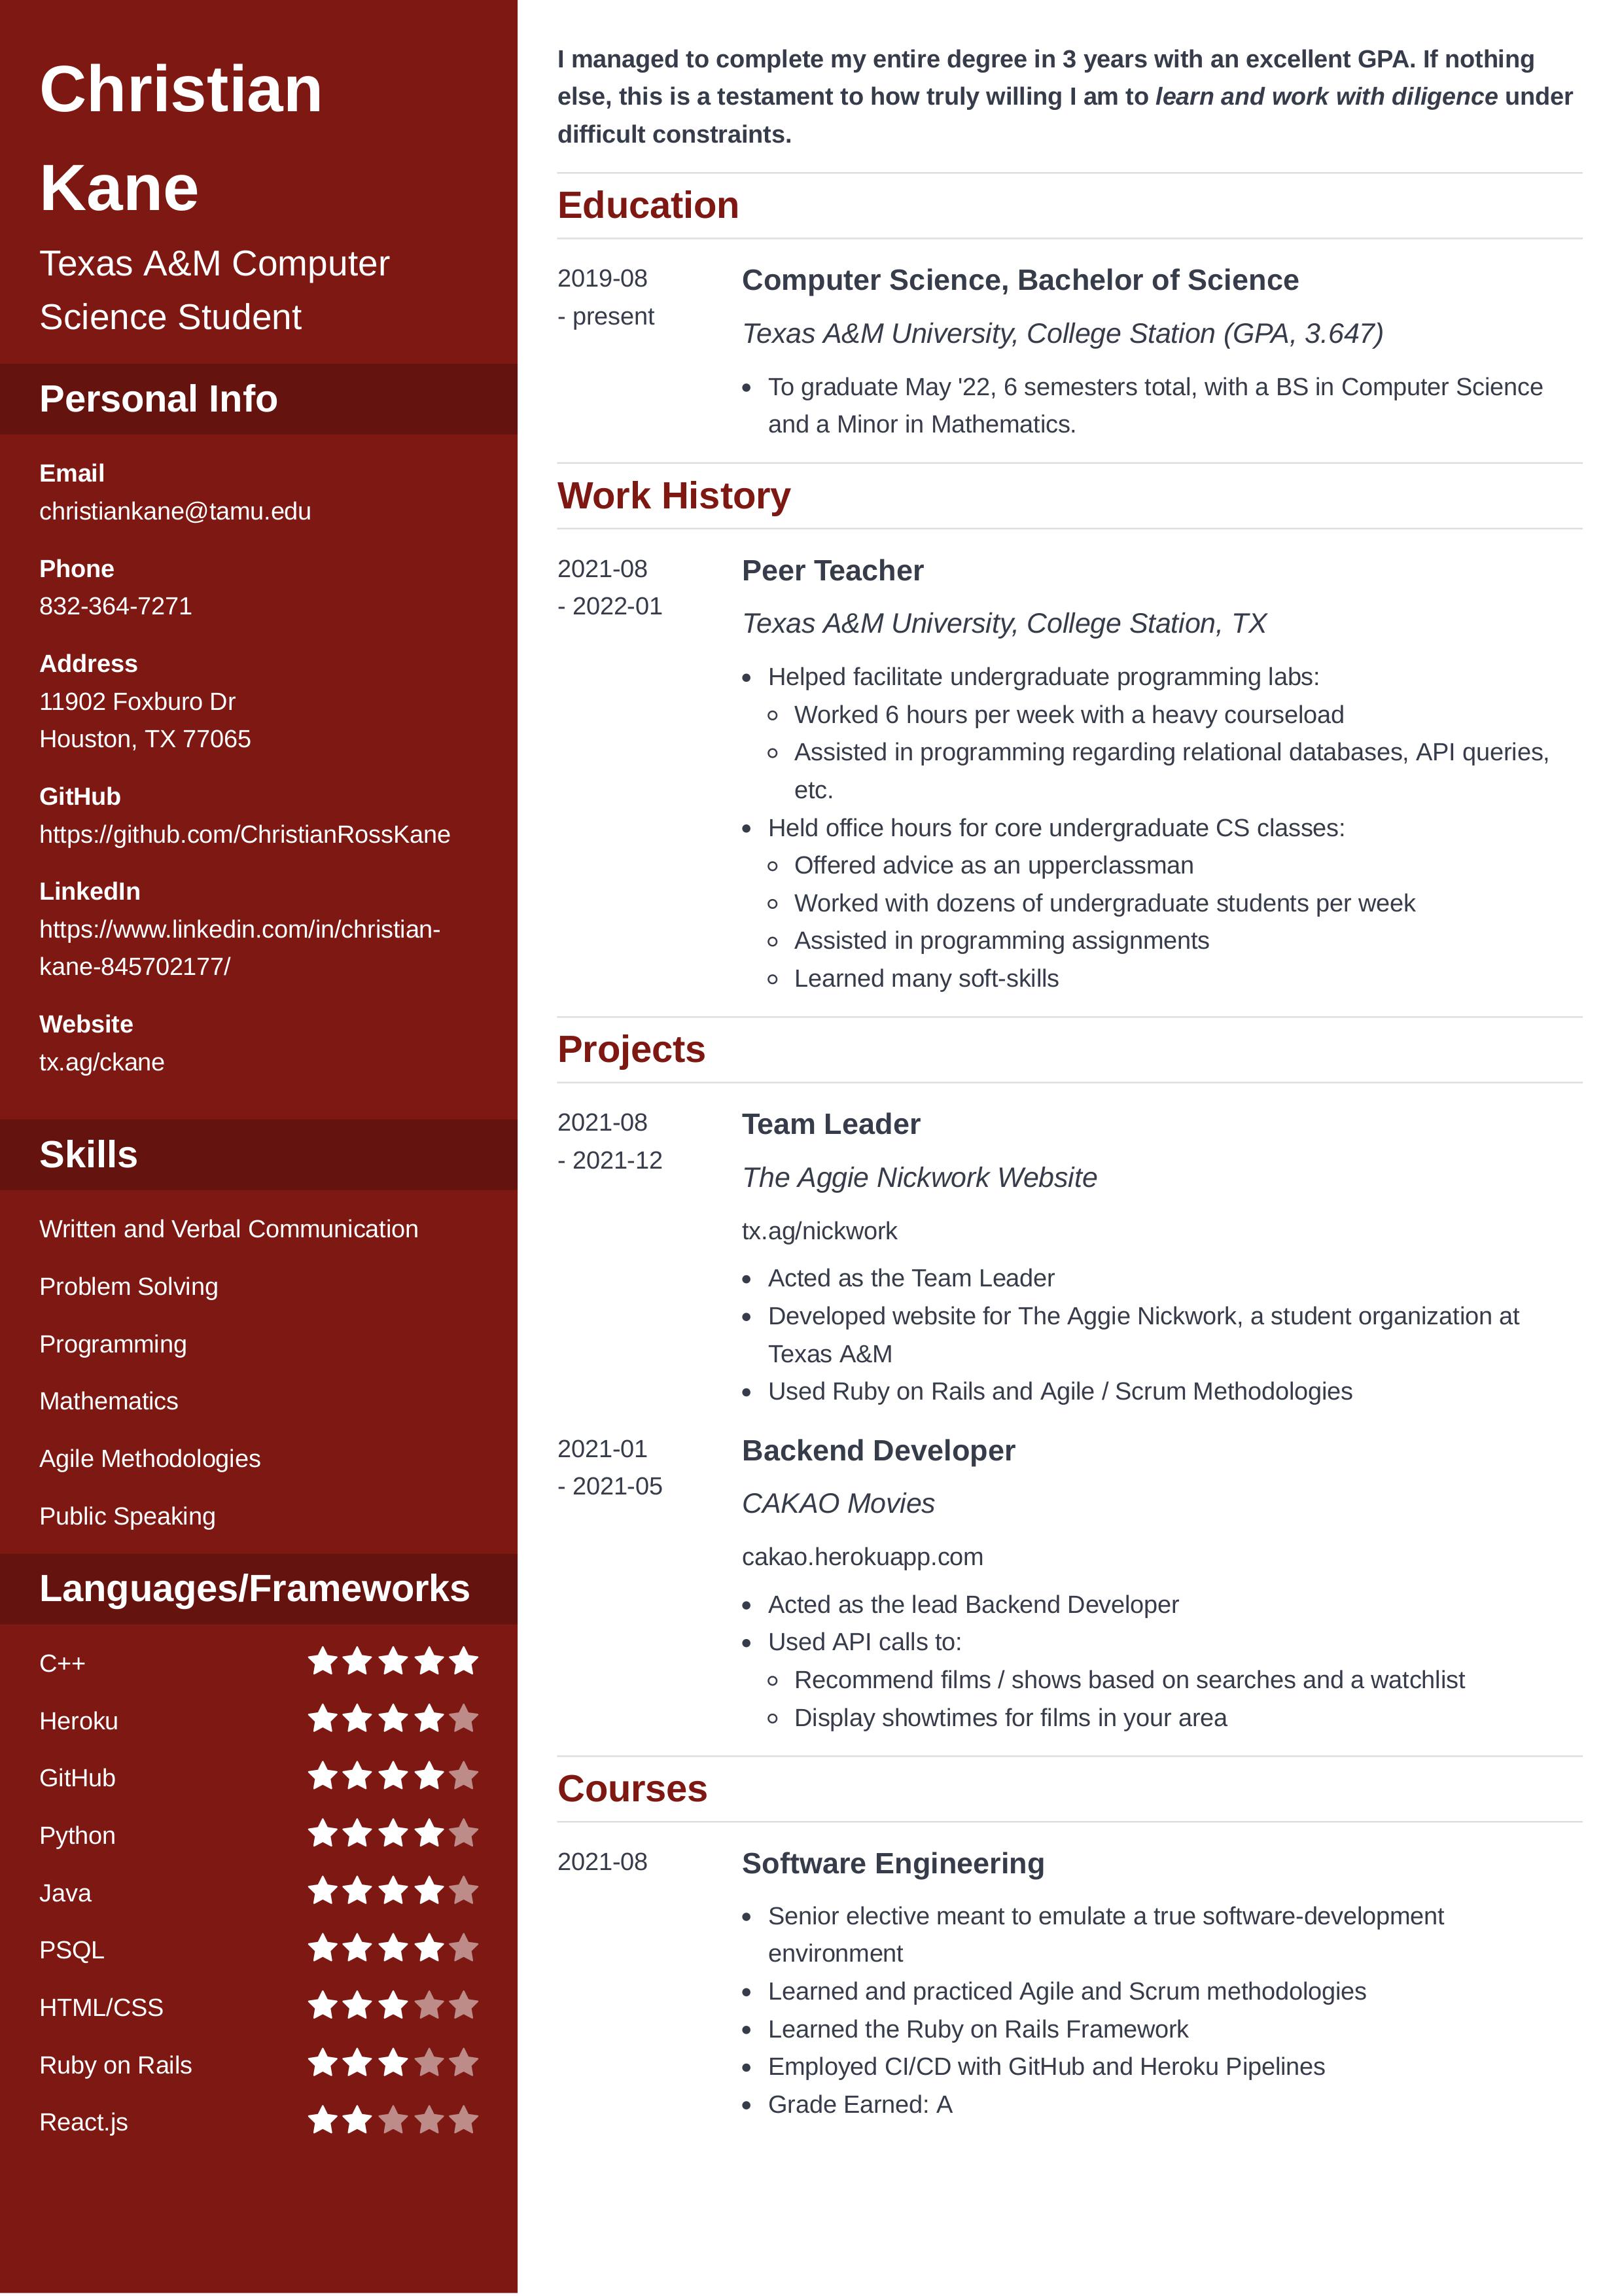 Christian
Kane
Texas A&M Computer
Science Student
Personal Info
Email
christiankane@tamu.edu
Phone
832-364-7271
Address
11902 Foxburo Dr
Houston, TX 77065
GitHub
https://github.com/ChristianRossKane
LinkedIn
https://www.linkedin.com/in/christian-
kane-845702177/
Website
tx.ag/ckane
Skills
Written and Verbal Communication
Problem Solving
Programming
Mathematics
Agile Methodologies
Public Speaking
Languages/Frameworks
C++
Heroku
GitHub
Python
Java
PSQL
HTML/CSS
Ruby on Rails
React.js
I managed to complete my entire degree in 3 years with an excellent GPA. If nothing
else, this is a testament to how truly willing I am to learn and work with diligence under
difficult constraints.
Education
2019-08
- present
Computer Science, Bachelor of Science
Texas A&M University, College Station (GPA, 3.647)
• To graduate May '22, 6 semesters total, with a BS in Computer Science
and a Minor in Mathematics.
Work History
2021-08
- 2022-01
Peer Teacher
Texas A&M University, College Station, TX
• Helped facilitate undergraduate programming labs:
◦ Worked 6 hours per week with a heavy courseload
◦ Assisted in programming regarding relational databases, API queries,
etc.
• Held office hours for core undergraduate CS classes:
◦ Offered advice as an upperclassman
◦ Worked with dozens of undergraduate students per week
◦ Assisted in programming assignments
◦ Learned many soft-skills
Projects
2021-08
- 2021-12
Team Leader
The Aggie Nickwork Website
tx.ag/nickwork
• Acted as the Team Leader
• Developed website for The Aggie Nickwork, a student organization at
Texas A&M
• Used Ruby on Rails and Agile / Scrum Methodologies
2021-01
- 2021-05
Backend Developer
CAKAO Movies
cakao.herokuapp.com
• Acted as the lead Backend Developer
• Used API calls to:
◦ Recommend films / shows based on searches and a watchlist
◦ Display showtimes for films in your area
Courses
2021-08
Software Engineering
• Senior elective meant to emulate a true software-development
environment
• Learned and practiced Agile and Scrum methodologies
• Learned the Ruby on Rails Framework
• Employed CI/CD with GitHub and Heroku Pipelines
• Grade Earned: A